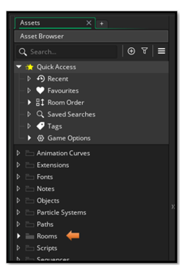 Assets
Asset Browser
Search...
Quick Access
Recent
Favourites
Room Order
Saved Searches
Tags
Game Options
Animation Curves
Extensions
Fonts
Notes
Objects
Particle Systems
Paths
Rooms
Scripts
Sequences